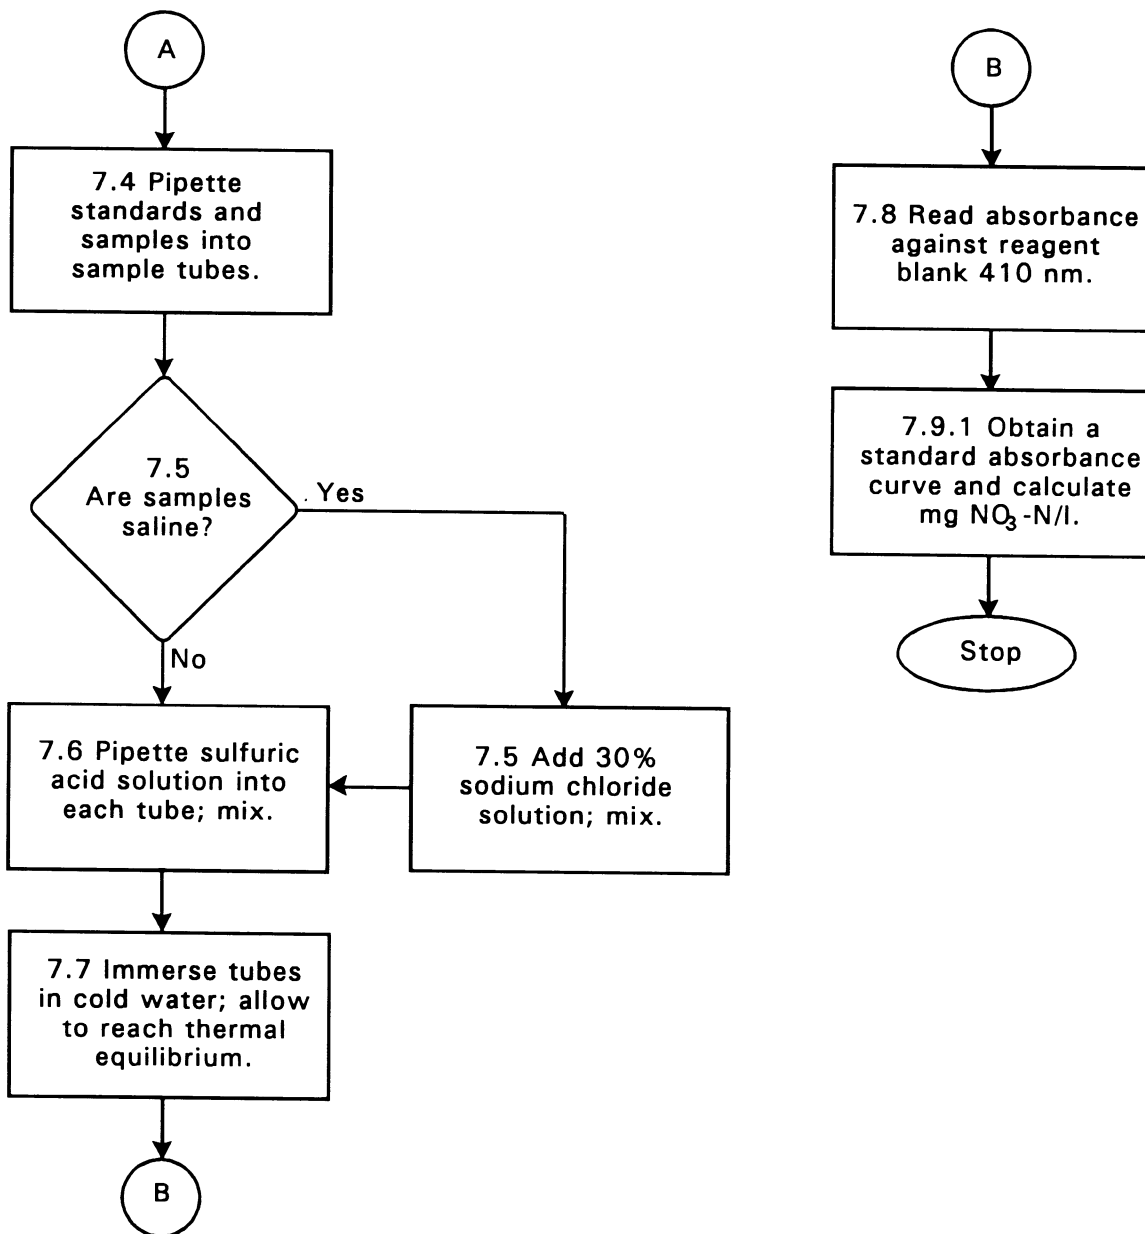 A
7.4 Pipette
standards and
samples into
sample tubes.
7.5
Are samples
saline?
Yes
No
7.6 Pipette sulfuric
acid solution into
each tube; mix.
7.5 Add 30%
sodium chloride
solution; mix.
7.7 Immerse tubes
in cold water; allow
to reach thermal
equilibrium.
B
B
7.8 Read absorbance
against reagent
blank 410 nm.
7.9.1 Obtain a
standard absorbance
curve and calculate
mg NO₃-N/l.
Stop